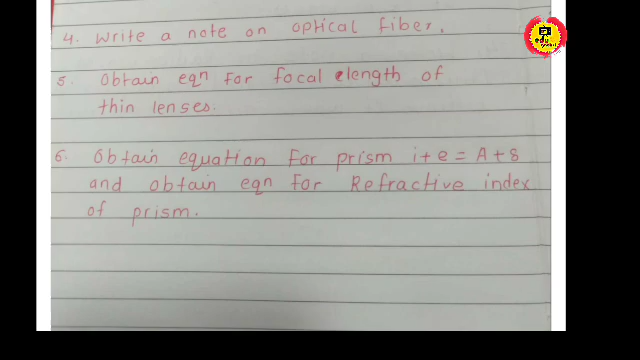 4. Write a note on optical fiber.
5. Obtain eqn for focal length of
thin lenses.
6. Obtain equation for prism i+e = A+δ
and obtain eqn for Refractive index
of prism.